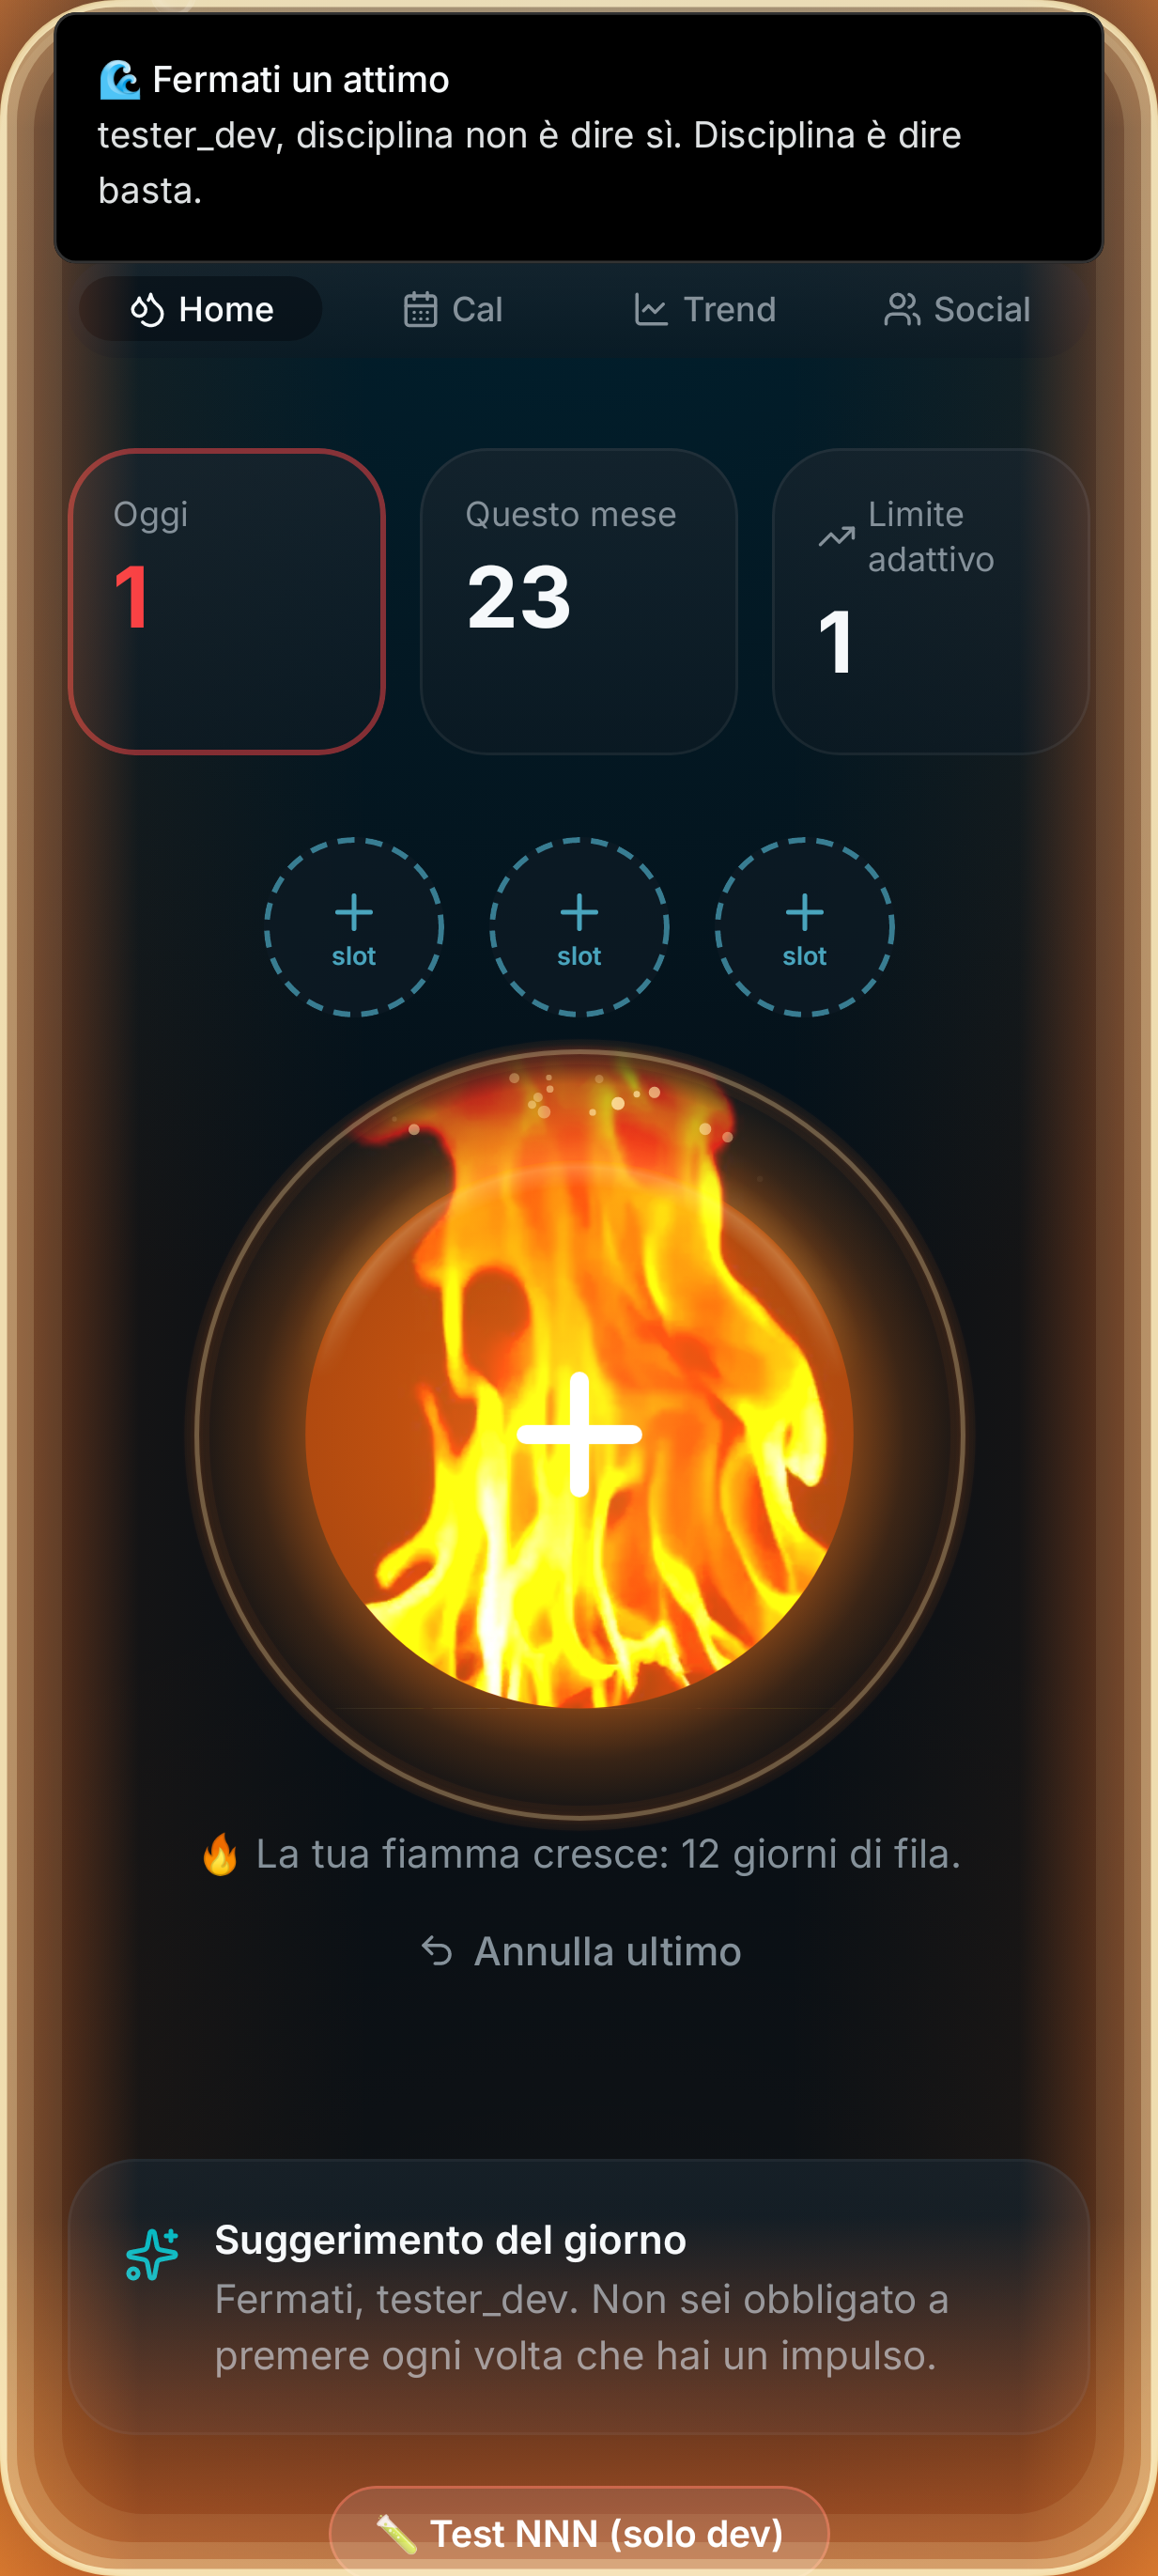 🌊 Fermati un attimo
tester_dev, disciplina non è dire sì. Disciplina è dire
basta.
Home
Cal
Trend
Social
Oggi
1
Questo mese
23
Limite
adattivo
1
slot
slot
slot
🔥 La tua fiamma cresce: 12 giorni di fila.
Annulla ultimo
Suggerimento del giorno
Fermati, tester_dev. Non sei obbligato a
premere ogni volta che hai un impulso.
🧪 Test NNN (solo dev)